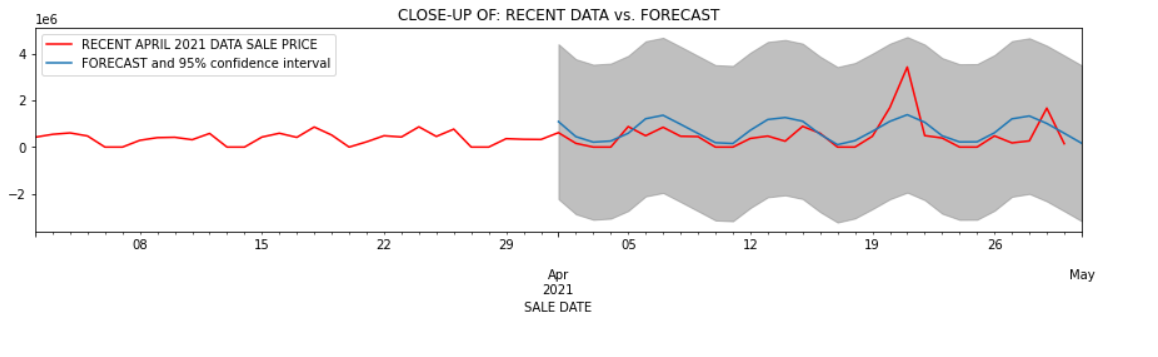 CLOSE-UP OF: RECENT DATA vs. FORECAST
1e6
RECENT APRIL 2021 DATA SALE PRICE
FORECAST and 95% confidence interval
4
2
0
−2
08 15 22 29 05 12 19 26
Apr May
2021
SALE DATE